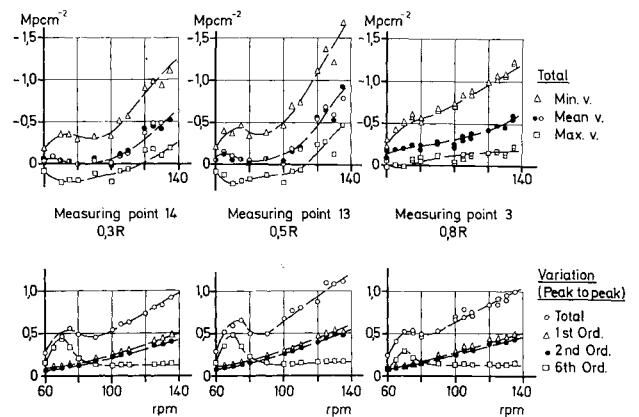 Mpcm⁻² Mpcm⁻² Mpcm⁻²
-1,5 -1,5 -1,5
-1,0 -1,0 -1,0
-0,5 -0,5 -0,5
0 0 0
140 140 140
Total
△ Min. v.
●○ Mean v.
□ Max. v.
Measuring point 14 Measuring point 13 Measuring point 3
0,3R 0,5R 0,8R
1,0 1,0 1,0
0,5 0,5 0,5
0 0 0
60 100 140 60 100 140 60 100 140
rpm rpm rpm
Variation
(Peak to peak)
○ Total
△ 1st Ord.
● 2nd Ord.
□ 6th Ord.